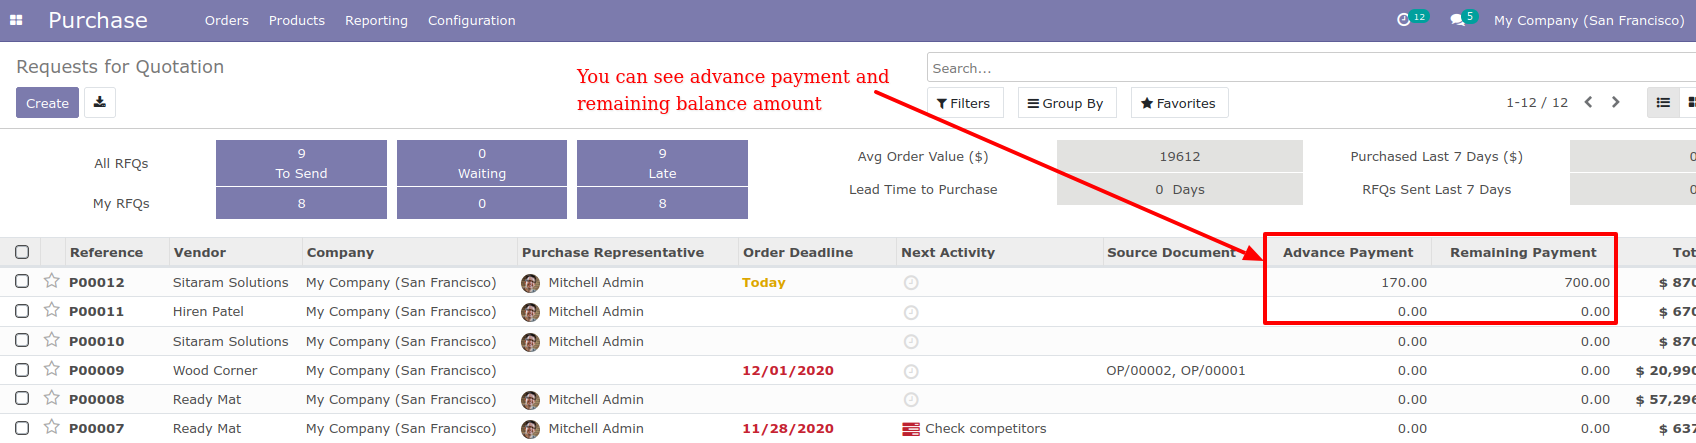 Purchase Orders Products Reporting Configuration 12 5 My Company (San Francisco)
Requests for Quotation
You can see advance payment and
remaining balance amount
Search...
Create
Filters Group By Favorites 1-12 / 12
All RFQs 9 To Send 0 Waiting 9 Late
My RFQs 8 0 8
Avg Order Value ($) 19612 Purchased Last 7 Days ($) 0
Lead Time to Purchase 0 Days RFQs Sent Last 7 Days 0
Reference Vendor Company Purchase Representative Order Deadline Next Activity Source Document Advance Payment Remaining Payment Tot
P00012 Sitaram Solutions My Company (San Francisco) Mitchell Admin Today 170.00 700.00 $ 870
P00011 Hiren Patel My Company (San Francisco) Mitchell Admin 0.00 0.00 $ 670
P00010 Sitaram Solutions My Company (San Francisco) Mitchell Admin 0.00 0.00 $ 870
P00009 Wood Corner My Company (San Francisco) 12/01/2020 OP/00002, OP/00001 0.00 0.00 $ 20,990
P00008 Ready Mat My Company (San Francisco) Mitchell Admin 0.00 0.00 $ 57,296
P00007 Ready Mat My Company (San Francisco) Mitchell Admin 11/28/2020 Check competitors 0.00 0.00 $ 637